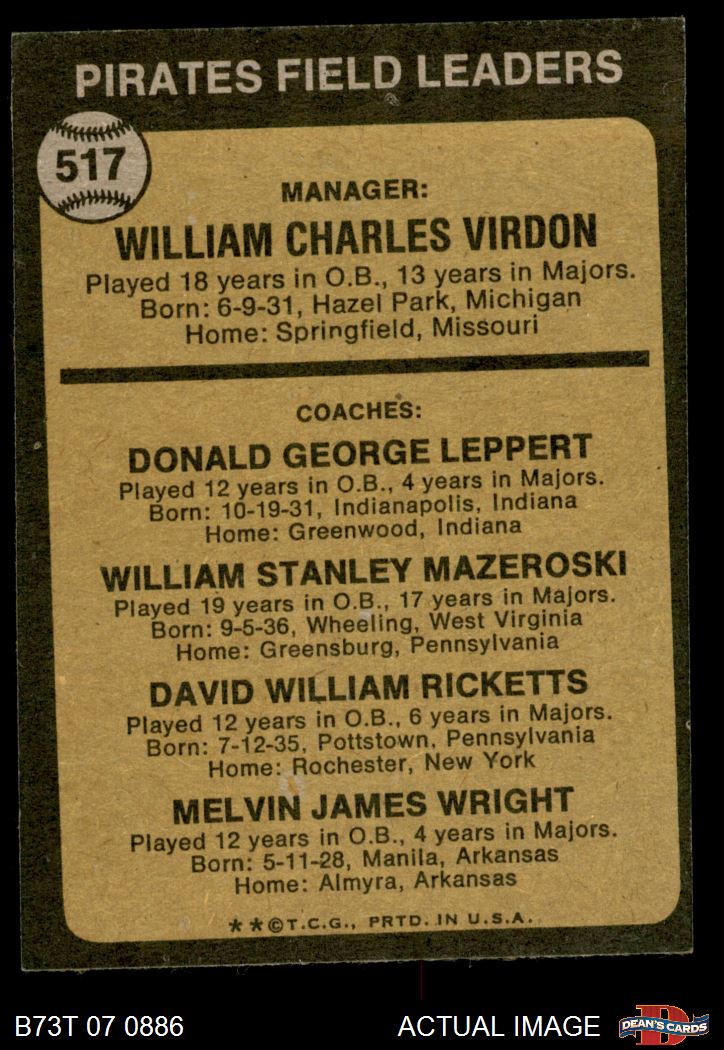 PIRATES FIELD LEADERS
517
MANAGER:
WILLIAM CHARLES VIRDON
Played 18 years in O.B., 13 years in Majors.
Born: 6-9-31, Hazel Park, Michigan
Home: Springfield, Missouri
COACHES:
DONALD GEORGE LEPPERT
Played 12 years in O.B., 4 years in Majors.
Born: 10-19-31, Indianapolis, Indiana
Home: Greenwood, Indiana
WILLIAM STANLEY MAZEROSKI
Played 19 years in O.B., 17 years in Majors.
Born: 9-5-36, Wheeling, West Virginia
Home: Greensburg, Pennsylvania
DAVID WILLIAM RICKETTS
Played 12 years in O.B., 6 years in Majors.
Born: 7-12-35, Pottstown, Pennsylvania
Home: Rochester, New York
MELVIN JAMES WRIGHT
Played 12 years in O.B., 4 years in Majors.
Born: 5-11-28, Manila, Arkansas
Home: Almyra, Arkansas
**©T.C.G., PRTD. IN U.S.A.
B73T 07 0886
ACTUAL IMAGE
D
DEAN'S CARDS